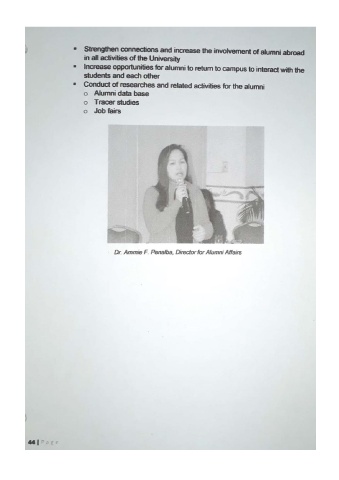 ▪ Strengthen connections and increase the involvement of alumni abroad
in all activities of the University
▪ Increase opportunities for alumni to return to campus to interact with the
students and each other
▪ Conduct of researches and related activities for the alumni
o Alumni data base
o Tracer studies
o Job fairs
Dr. Ammie F. Penalba, Director for Alumni Affairs
44 | Page